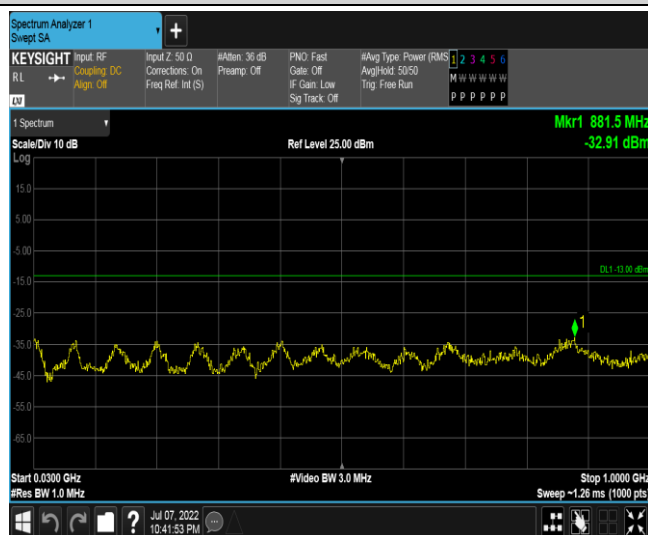 Spectrum Analyzer 1
Swept SA
KEYSIGHT
RL
LXI
Input: RF
Coupling: DC
Align: Off
Input Z: 50 Ω
Corrections: On
Freq Ref: Int (S)
#Atten: 36 dB
Preamp: Off
PNO: Fast
Gate: Off
IF Gain: Low
Sig Track: Off
#Avg Type: Power (RMS
Avg|Hold: 50/50
Trig: Free Run
1 2 3 4 5 6
M W W W W W
P P P P P P
1 Spectrum
Mkr1 881.5 MHz
Scale/Div 10 dB
Ref Level 25.00 dBm
-32.91 dBm
Log
15.0
5.00
-5.00
DL1 -13.00 dBm
-15.0
-25.0
1
-35.0
-45.0
-55.0
-65.0
Start 0.0300 GHz
#Video BW 3.0 MHz
Stop 1.0000 GHz
#Res BW 1.0 MHz
Sweep ~1.26 ms (1000 pts)
?
Jul 07, 2022
10:41:53 PM